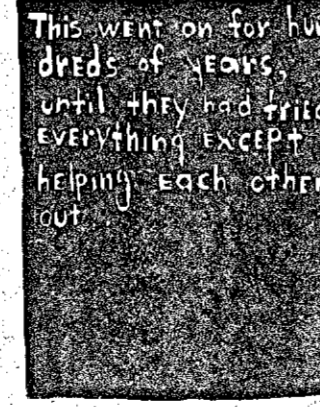 This went on for hun
dreds of years,
until they had tried
everything except
helping each other
out.